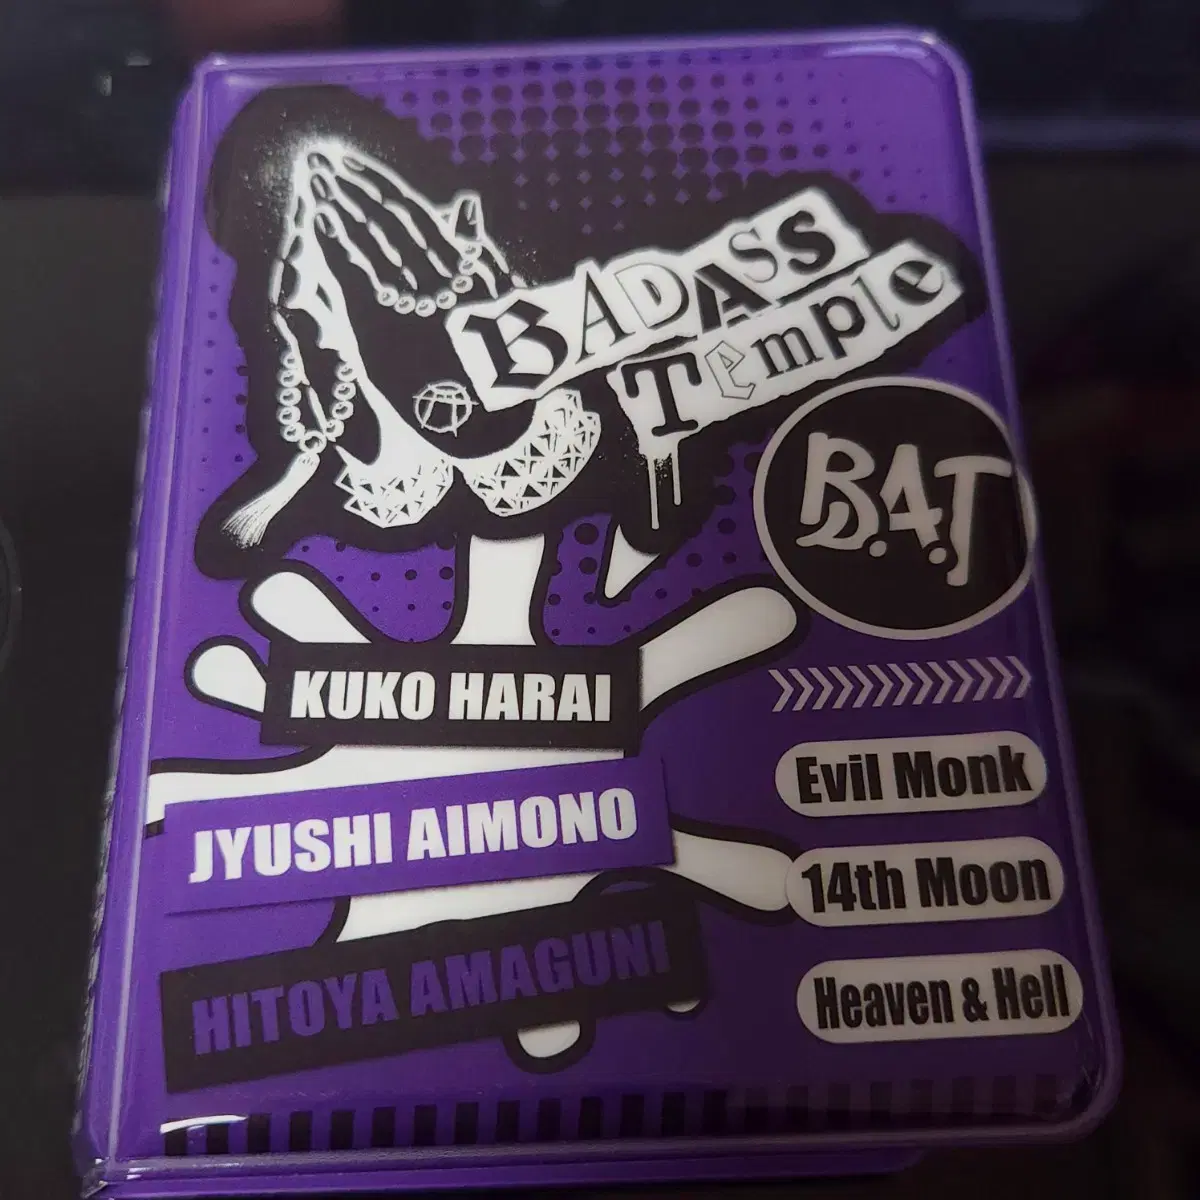 BADASS
Temple
B.A.T
KUKO HARAI
JYUSHI AIMONO
HITOYA AMAGUNI
Evil Monk
14th Moon
Heaven & Hell